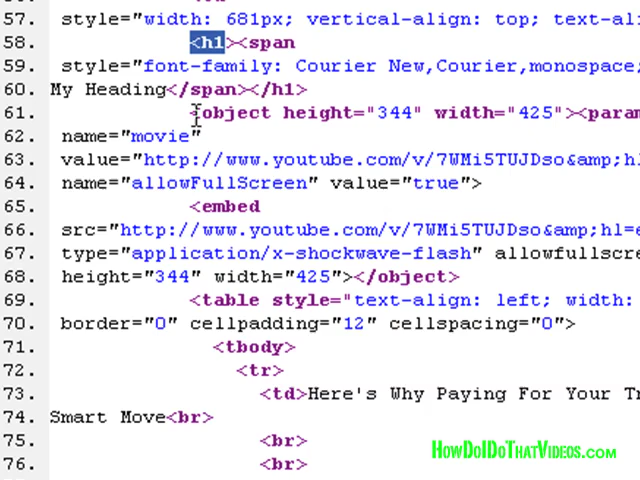 57. style="width: 681px; vertical-align: top; text-al
58. <h1><span
59. style="font-family: Courier New,Courier,monospace;
60. My Heading</span></h1>
61. <object height="344" width="425"><param
62. name="movie"
63. value="http://www.youtube.com/v/7WMi5TUJDso&amp;hl
64. name="allowFullScreen" value="true">
65. <embed
66. src="http://www.youtube.com/v/7WMi5TUJDso&amp;hl=e
67. type="application/x-shockwave-flash" allowfullscre
68. height="344" width="425"></object>
69. <table style="text-align: left; width:
70. border="0" cellpadding="12" cellspacing="0">
71. <tbody>
72. <tr>
73. <td>Here's Why Paying For Your Tr
74. Smart Move<br>
75. <br>
HowDoIDoThatVideos.com
76. <br>